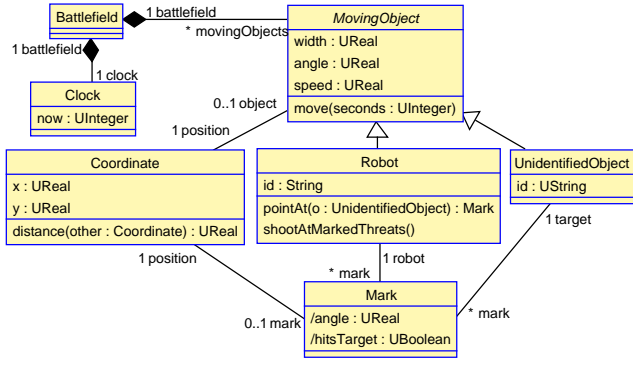 Battlefield
1 battlefield
* movingObjects
MovingObject
width : UReal
angle : UReal
speed : UReal
move(seconds : UInteger)
1 battlefield
1 clock
Clock
now : UInteger
0..1 object
1 position
Coordinate
x : UReal
y : UReal
distance(other : Coordinate) : UReal
Robot
id : String
pointAt(o : UnidentifiedObject) : Mark
shootAtMarkedThreats()
UnidentifiedObject
id : UString
1 target
1 position
1 robot
* mark
0..1 mark
* mark
Mark
/angle : UReal
/hitsTarget : UBoolean